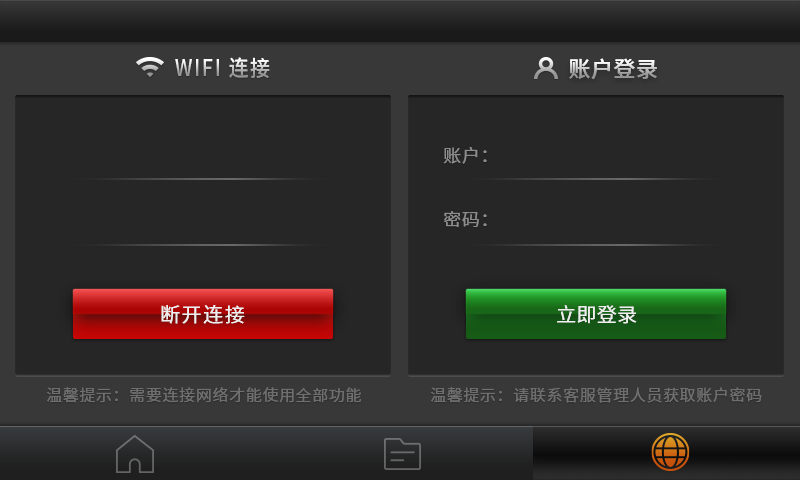 WIFI 连接
断开连接
温馨提示：需要连接网络才能使用全部功能
账户登录
账户：
密码：
立即登录
温馨提示：请联系客服管理人员获取账户密码